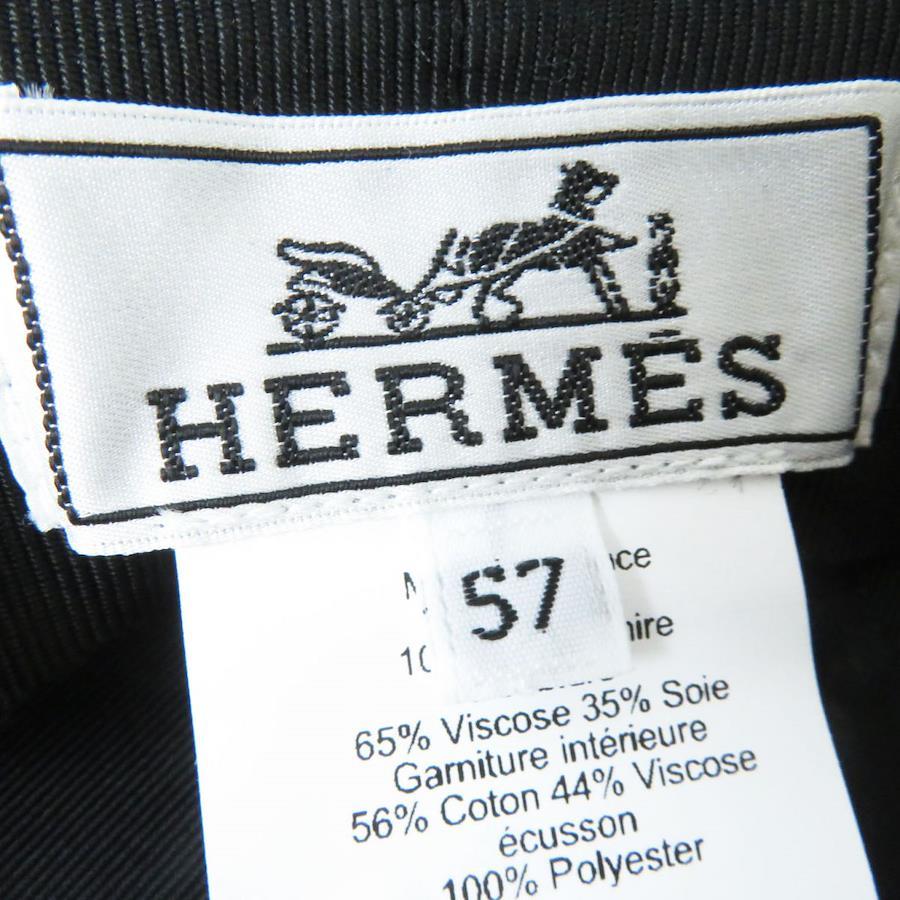 HERMÈS
57
65% Viscose 35% Soie
Garniture intérieure
56% Coton 44% Viscose
écusson
100% Polyester